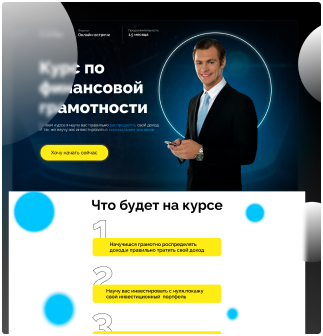 Онлайн встречи
1,5 месяца
Курс по
финансовой
грамотности
Хочу начать сейчас
Что будет на курсе
1
Научишься грамотно распределять
доходы и правильно тратить свой доход
2
Научу вас инвестировать с нуля,покажу
свой инвестиционный портфель
3